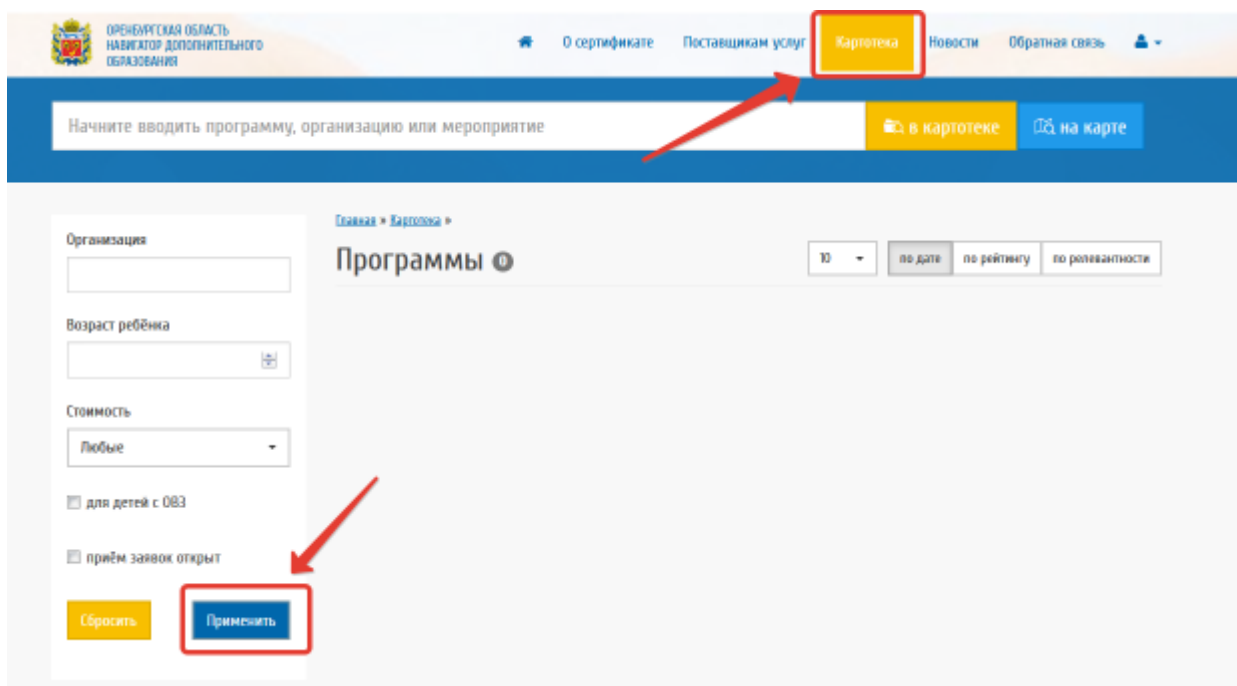 ОРЕНБУРГСКАЯ ОБЛАСТЬ
НАВИГАТОР ДОПОЛНИТЕЛЬНОГО
ОБРАЗОВАНИЯ
О сертификате Поставщикам услуг Картотека Новости Обратная связь
Начните вводить программу, организацию или мероприятие
в картотеке на карте
Главная » Картотека »
Программы 0
10 по дате по рейтингу по релевантности
Организация
Возраст ребёнка
Стоимость
Любые
для детей с ОВЗ
приём заявок открыт
Сбросить Применить